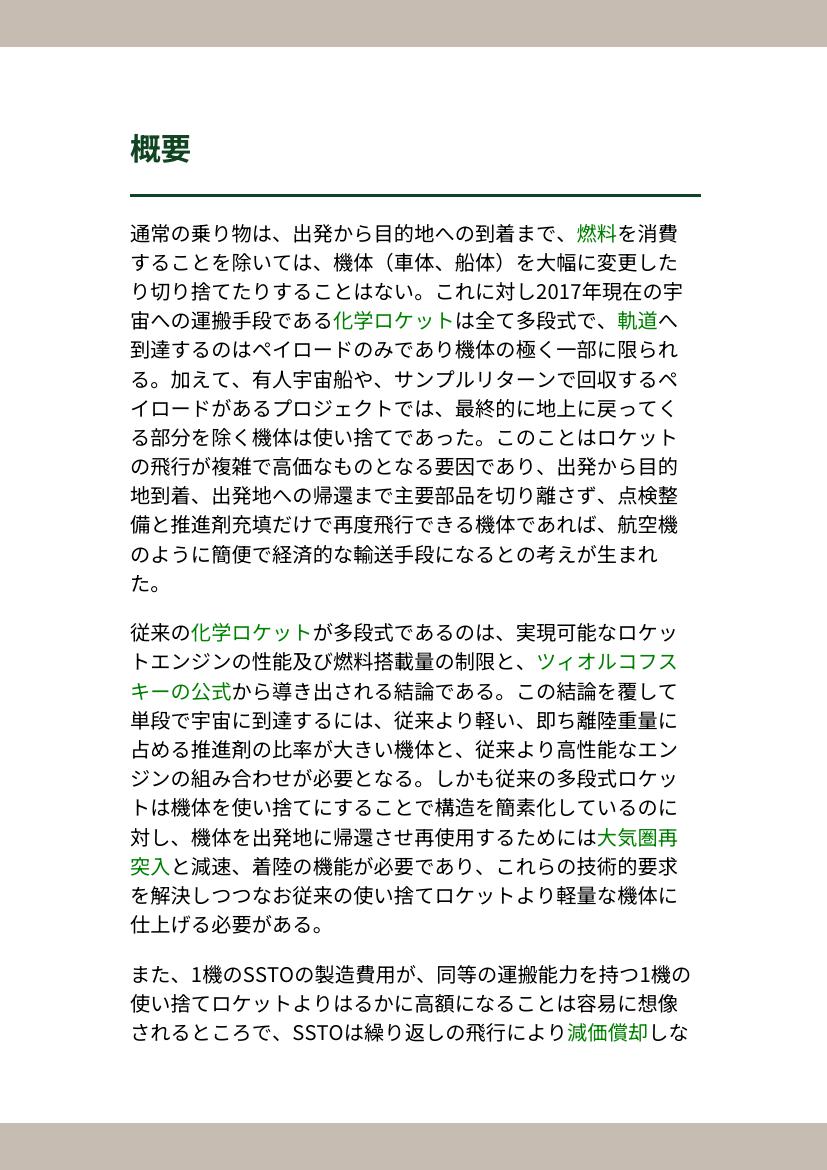 概要
通常の乗り物は、出発から目的地への到着まで、燃料を消費
することを除いては、機体（車体、船体）を大幅に変更した
り切り捨てたりすることはない。これに対し2017年現在の宇
宙への運搬手段である化学ロケットは全て多段式で、軌道へ
到達するのはペイロードのみであり機体の極く一部に限られ
る。加えて、有人宇宙船や、サンプルリターンで回収するペ
イロードがあるプロジェクトでは、最終的に地上に戻ってく
る部分を除く機体は使い捨てであった。このことはロケット
の飛行が複雑で高価なものとなる要因であり、出発から目的
地到着、出発地への帰還まで主要部品を切り離さず、点検整
備と推進剤充填だけで再度飛行できる機体であれば、航空機
のように簡便で経済的な輸送手段になるとの考えが生まれ
た。
従来の化学ロケットが多段式であるのは、実現可能なロケッ
トエンジンの性能及び燃料搭載量の制限と、ツィオルコフス
キーの公式から導き出される結論である。この結論を覆して
単段で宇宙に到達するには、従来より軽い、即ち離陸重量に
占める推進剤の比率が大きい機体と、従来より高性能なエン
ジンの組み合わせが必要となる。しかも従来の多段式ロケッ
トは機体を使い捨てにすることで構造を簡素化しているのに
対し、機体を出発地に帰還させ再使用するためには大気圏再
突入と減速、着陸の機能が必要であり、これらの技術的要求
を解決しつつなお従来の使い捨てロケットより軽量な機体に
仕上げる必要がある。
また、1機のSSTOの製造費用が、同等の運搬能力を持つ1機の
使い捨てロケットよりはるかに高額になることは容易に想像
されるところで、SSTOは繰り返しの飛行により減価償却しな